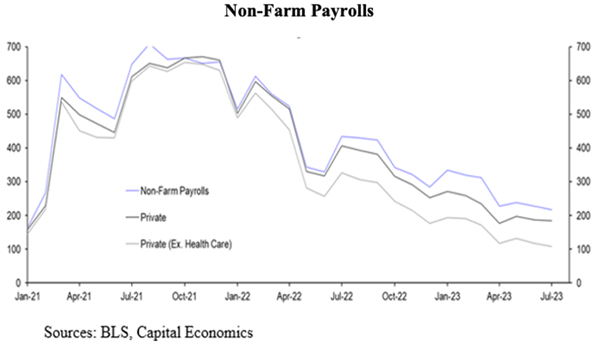 Non-Farm Payrolls
700 700
600 600
500 500
400 400
300 300
200 200
100 100
0 0
Non-Farm Payrolls
Private
Private (Ex. Health Care)
Jan-21 Apr-21 Jul-21 Oct-21 Jan-22 Apr-22 Jul-22 Oct-22 Jan-23 Apr-23 Jul-23
Sources: BLS, Capital Economics